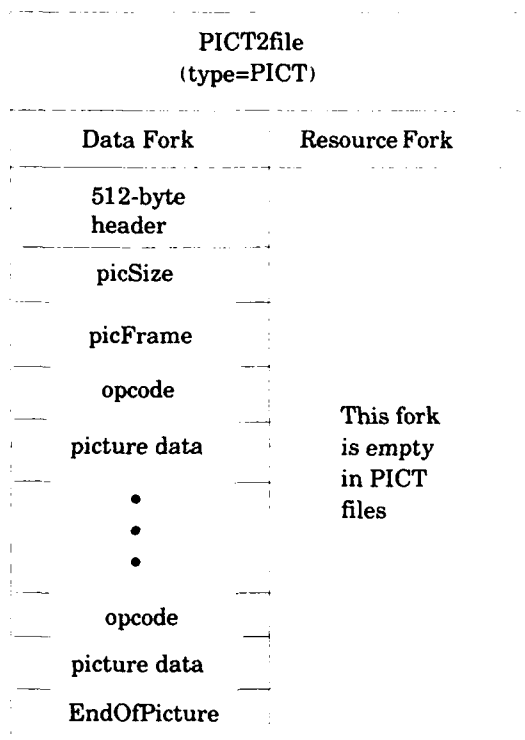 PICT2file
(type=PICT)
Data Fork
Resource Fork
512-byte
header
picSize
picFrame
opcode
picture data
opcode
picture data
EndOfPicture
This fork
is empty
in PICT
files